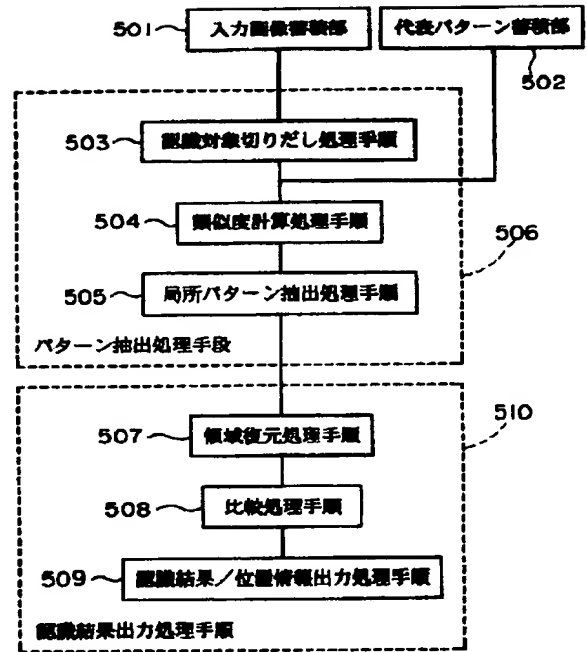 501
入力画像蓄積部
代表パターン蓄積部
502
503
認識対象切りだし処理手順
504
類似度計算処理手順
506
505
局所パターン抽出処理手順
パターン抽出処理手段
510
507
領域復元処理手順
508
比較処理手順
509
認識結果/位置情報出力処理手順
認識結果出力処理手順